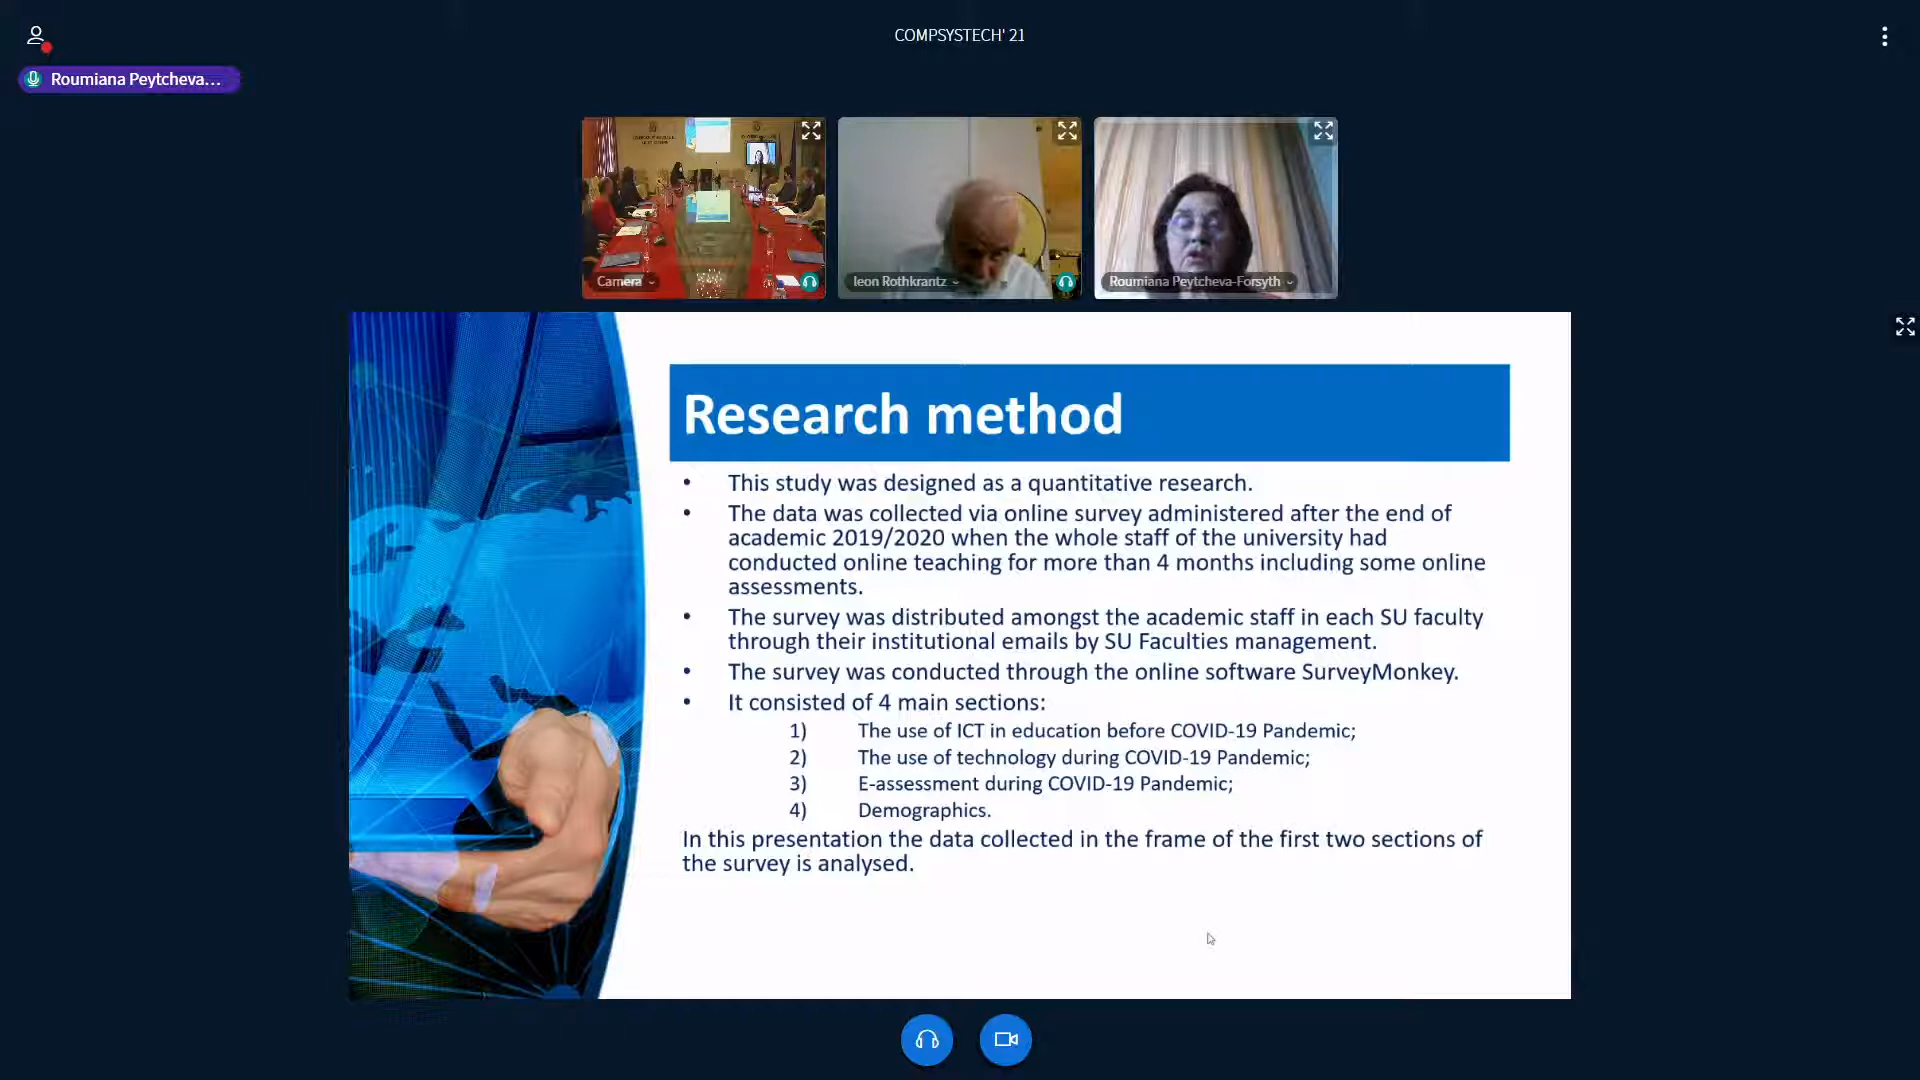 COMPSYSTECH' 21
Roumiana Peytcheva...
Camera
leon Rothkrantz
Roumiana Peytcheva-Forsyth
Research method
• This study was designed as a quantitative research.
• The data was collected via online survey administered after the end of
academic 2019/2020 when the whole staff of the university had
conducted online teaching for more than 4 months including some online
assessments.
• The survey was distributed amongst the academic staff in each SU faculty
through their institutional emails by SU Faculties management.
• The survey was conducted through the online software SurveyMonkey.
• It consisted of 4 main sections:
1) The use of ICT in education before COVID-19 Pandemic;
2) The use of technology during COVID-19 Pandemic;
3) E-assessment during COVID-19 Pandemic;
4) Demographics.
In this presentation the data collected in the frame of the first two sections of
the survey is analysed.